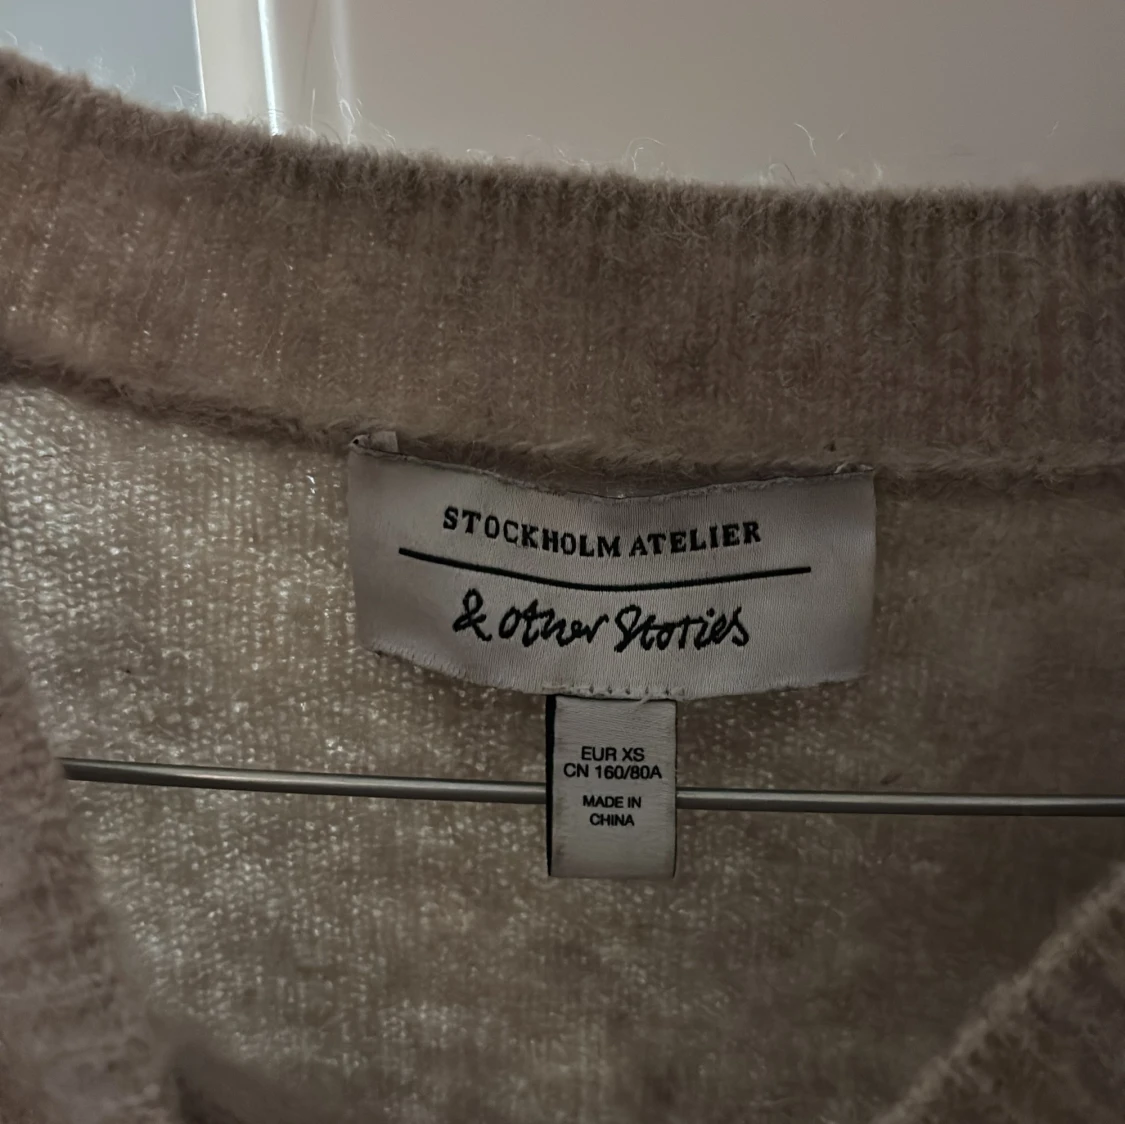 STOCKHOLM ATELIER
& other Stories
EUR XS
CN 160/80A
MADE IN
CHINA